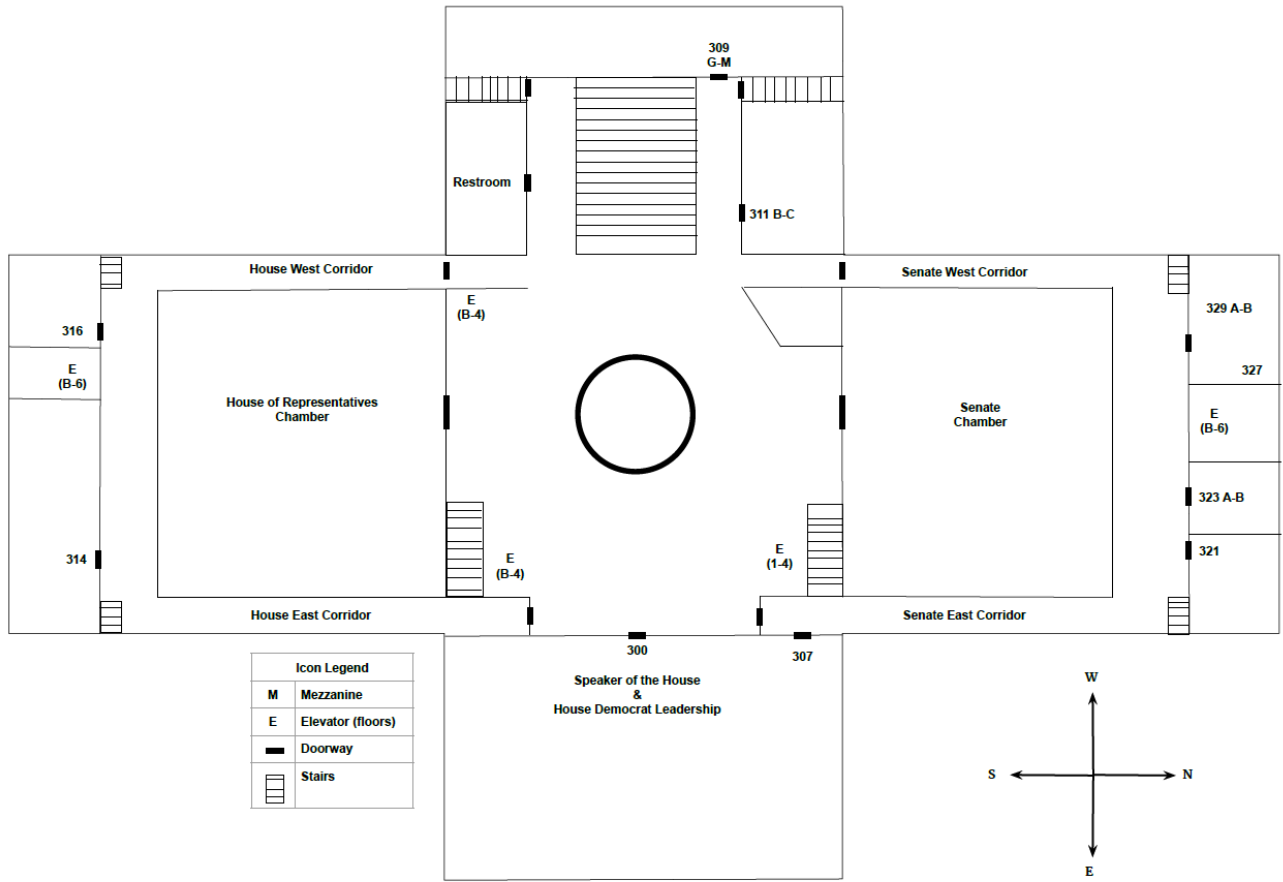 309
G-M
Restroom
311 B-C
House West Corridor
Senate West Corridor
E
(B-4)
316
329 A-B
E
(B-6)
327
House of Representatives
Chamber
Senate
Chamber
E
(B-6)
323 A-B
314
E
(B-4)
E
(1-4)
321
House East Corridor
Senate East Corridor
300
307
Speaker of the House
&
House Democrat Leadership
Icon Legend
M Mezzanine
E Elevator (floors)
Doorway
Stairs
W
S N
E